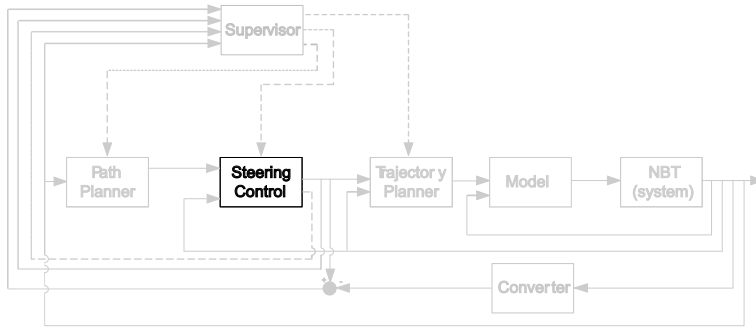 Supervisor
Path
Planner
Steering
Control
Trajector y
Planner
Model
NBT
(system)
+
-
Converter